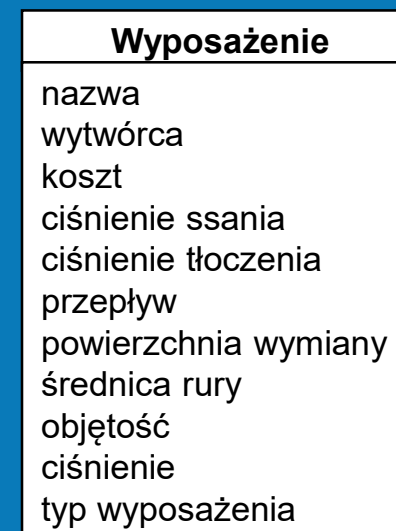 Wyposażenie
nazwa
wytwórca
koszt
ciśnienie ssania
ciśnienie tłoczenia
przepływ
powierzchnia wymiany
średnica rury
objętość
ciśnienie
typ wyposażenia